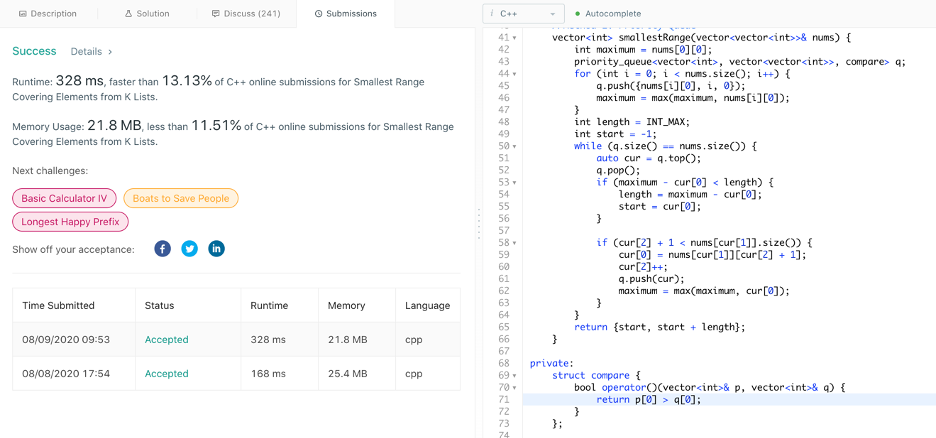 Description
Solution
Discuss (241)
Submissions
i C++
Autocomplete
Success Details >
Runtime: 328 ms, faster than 13.13% of C++ online submissions for Smallest Range
Covering Elements from K Lists.
Memory Usage: 21.8 MB, less than 11.51% of C++ online submissions for Smallest Range
Covering Elements from K Lists.
Next challenges:
Basic Calculator IV Boats to Save People
Longest Happy Prefix
Show off your acceptance:
Time Submitted Status Runtime Memory Language
08/09/2020 09:53 Accepted 328 ms 21.8 MB cpp
08/08/2020 17:54 Accepted 168 ms 25.4 MB cpp
41 vector<int> smallestRange(vector<vector<int>>& nums) {
42 int maximum = nums[0][0];
43 priority_queue<vector<int>, vector<vector<int>>, compare> q;
44 for (int i = 0; i < nums.size(); i++) {
45 q.push({nums[i][0], i, 0});
46 maximum = max(maximum, nums[i][0]);
47 }
48 int length = INT_MAX;
49 int start = -1;
50 while (q.size() == nums.size()) {
51 auto cur = q.top();
52 q.pop();
53 if (maximum - cur[0] < length) {
54 length = maximum - cur[0];
55 start = cur[0];
56 }
57
58 if (cur[2] + 1 < nums[cur[1]].size()) {
59 cur[0] = nums[cur[1]][cur[2] + 1];
60 cur[2]++;
61 q.push(cur);
62 maximum = max(maximum, cur[0]);
63 }
64 }
65 return {start, start + length};
66 }
67
68 private:
69 struct compare {
70 bool operator()(vector<int>& p, vector<int>& q) {
71 return p[0] > q[0];
72 }
73 };
74